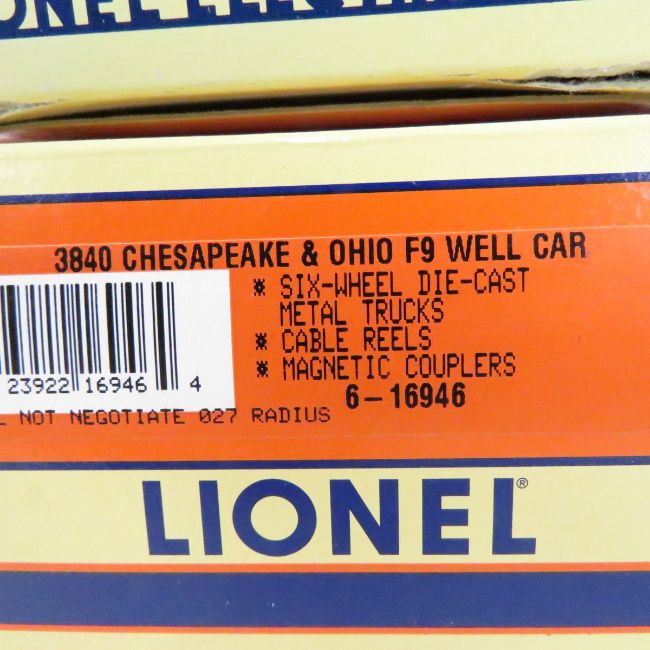 3840 CHESAPEAKE & OHIO F9 WELL CAR
* SIX-WHEEL DIE-CAST
METAL TRUCKS
* CABLE REELS
* MAGNETIC COUPLERS
23922 16946 4
6-16946
L NOT NEGOTIATE 027 RADIUS
LIONEL®